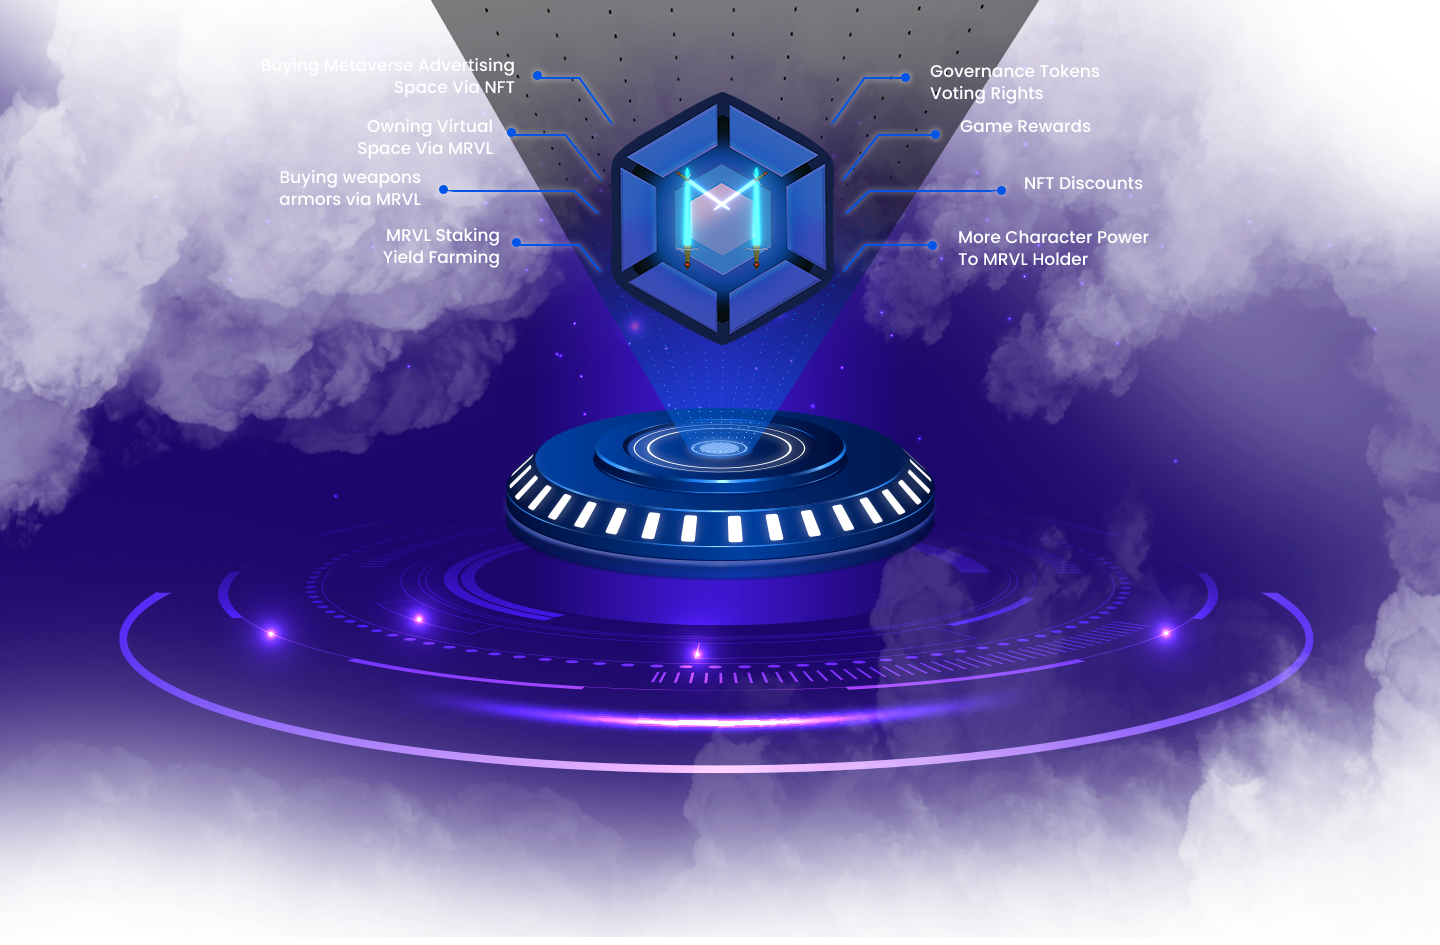 Buying Metaverse Advertising
Space Via NFT
Owning Virtual
Space Via MRVL
Buying weapons
armors via MRVL
MRVL Staking
Yield Farming
Governance Tokens
Voting Rights
Game Rewards
NFT Discounts
More Character Power
To MRVL Holder